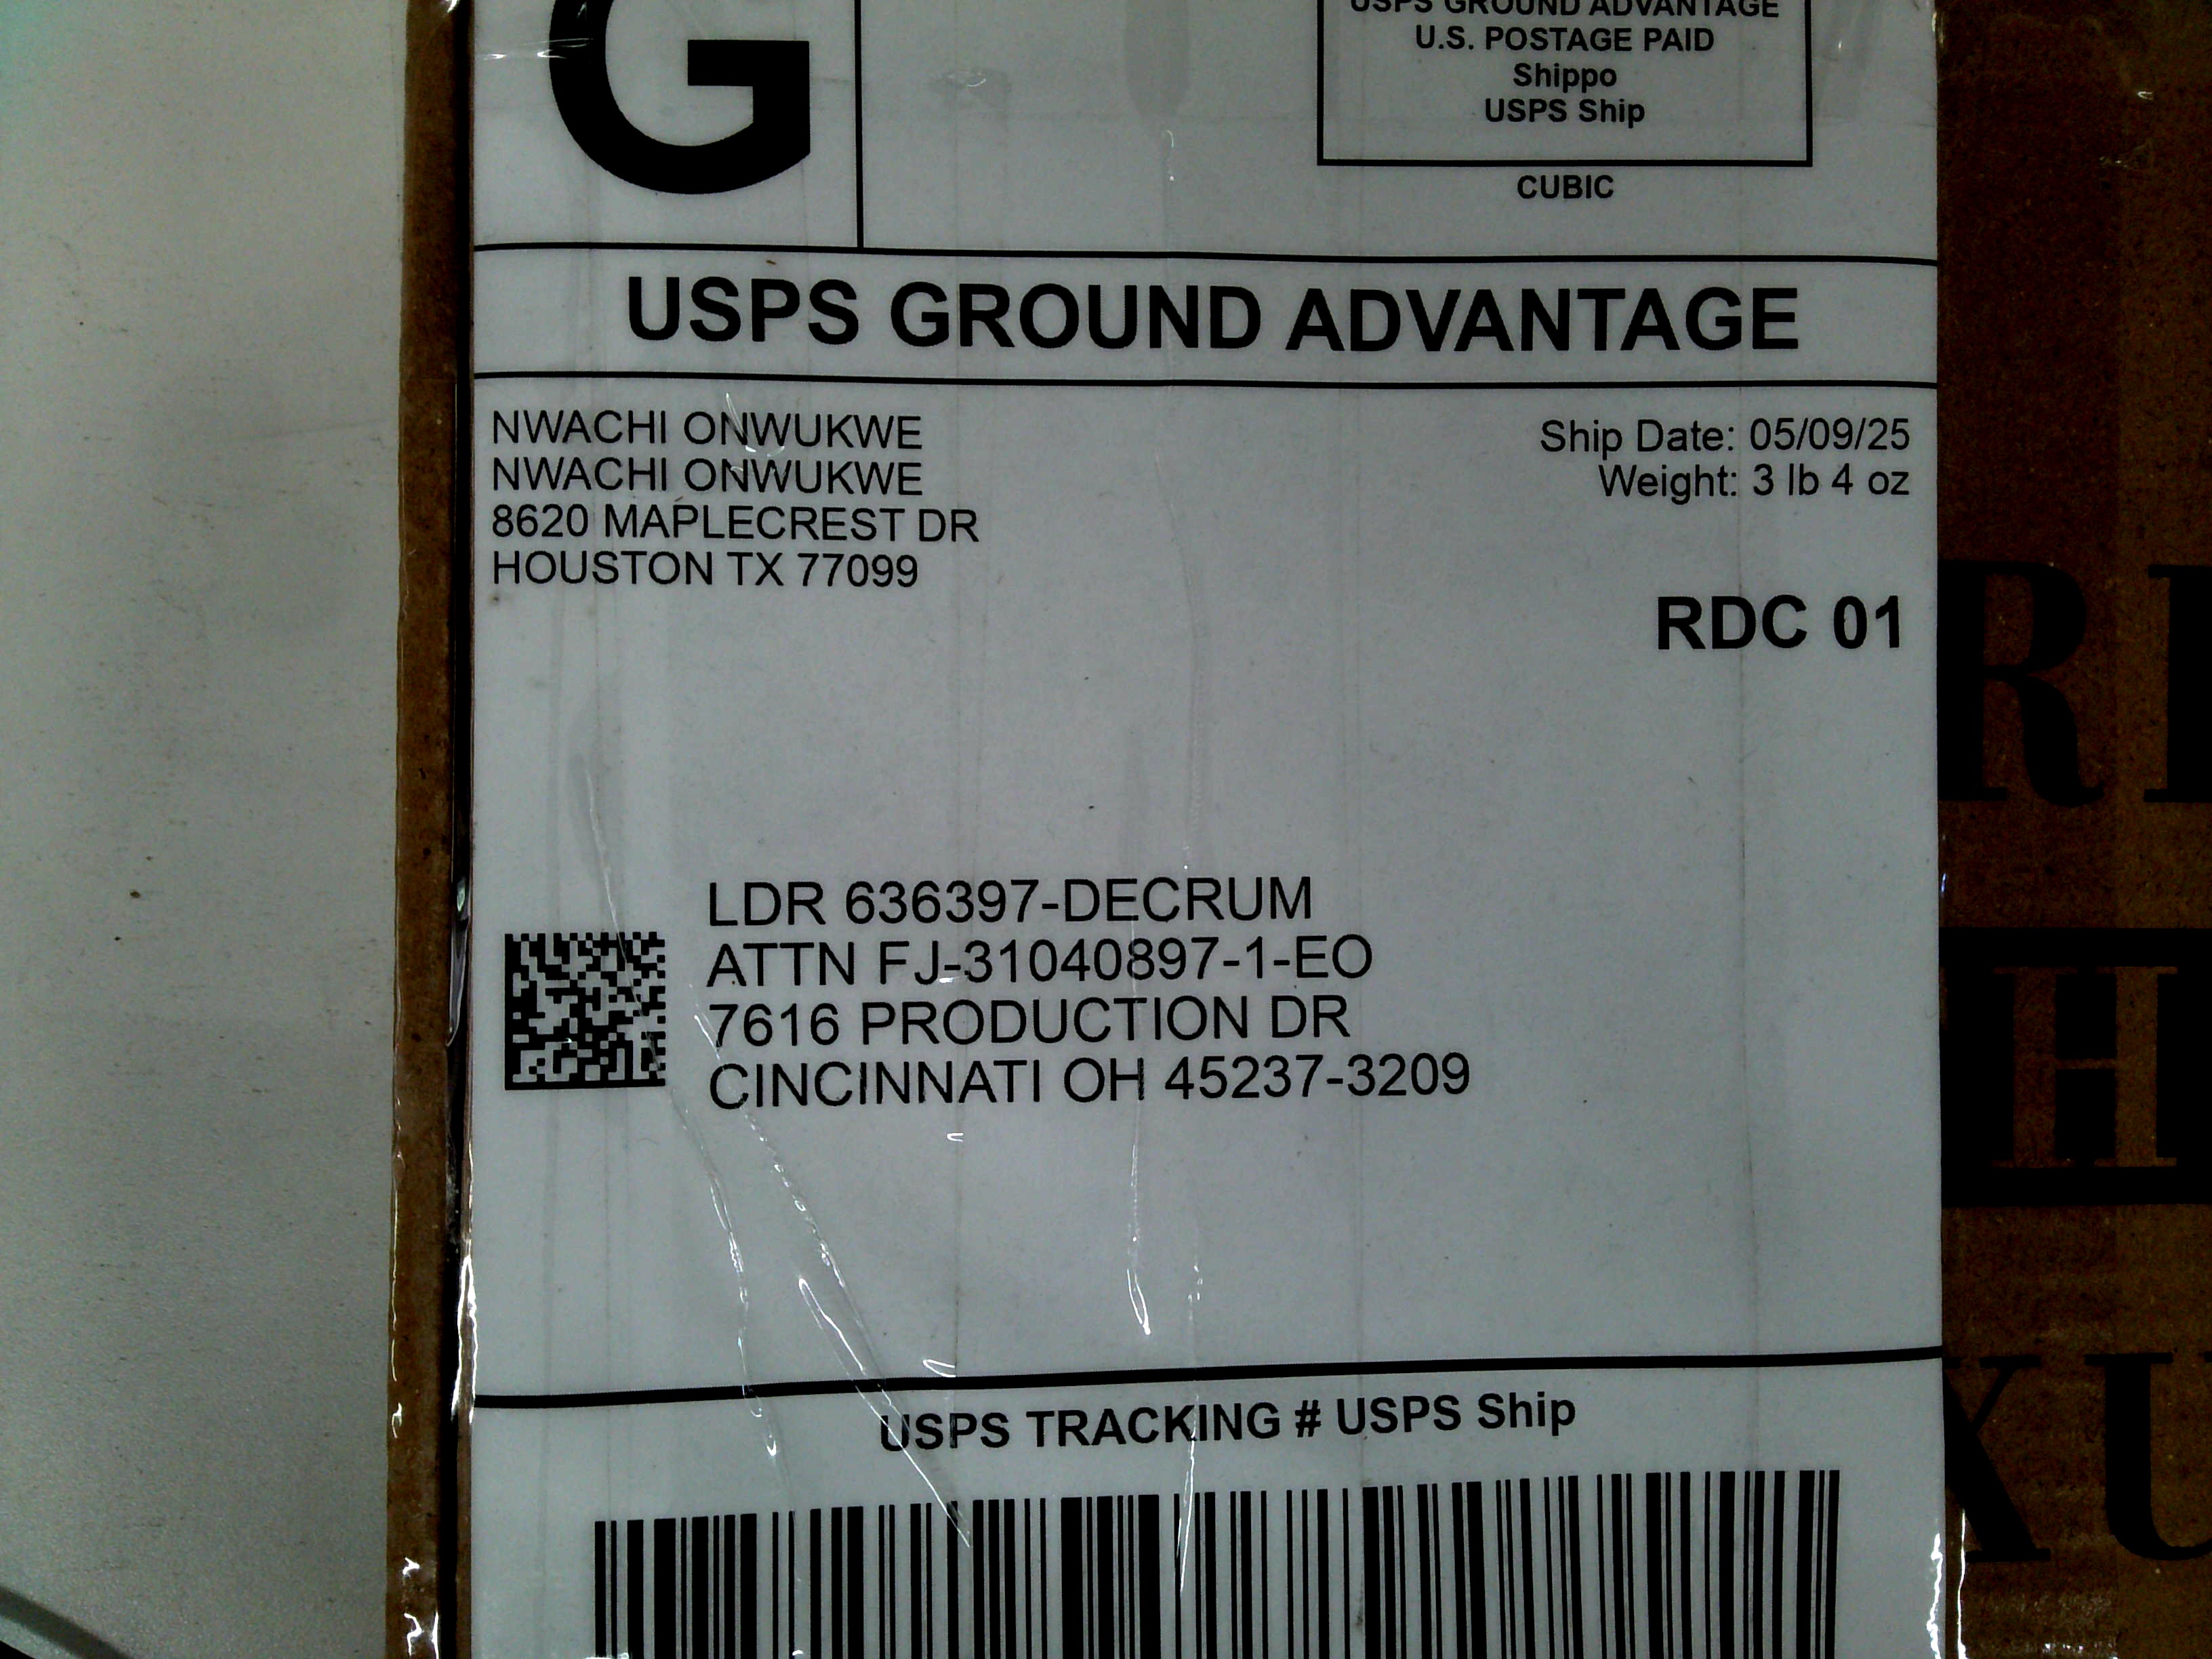 G
USPS GROUND ADVANTAGE
U.S. POSTAGE PAID
Shippo
USPS Ship
CUBIC
USPS GROUND ADVANTAGE
NWACHI ONWUKWE
NWACHI ONWUKWE
8620 MAPLECREST DR
HOUSTON TX 77099
Ship Date: 05/09/25
Weight: 3 lb 4 oz
RDC 01
LDR 636397-DECRUM
ATTN FJ-31040897-1-EO
7616 PRODUCTION DR
CINCINNATI OH 45237-3209
USPS TRACKING # USPS Ship